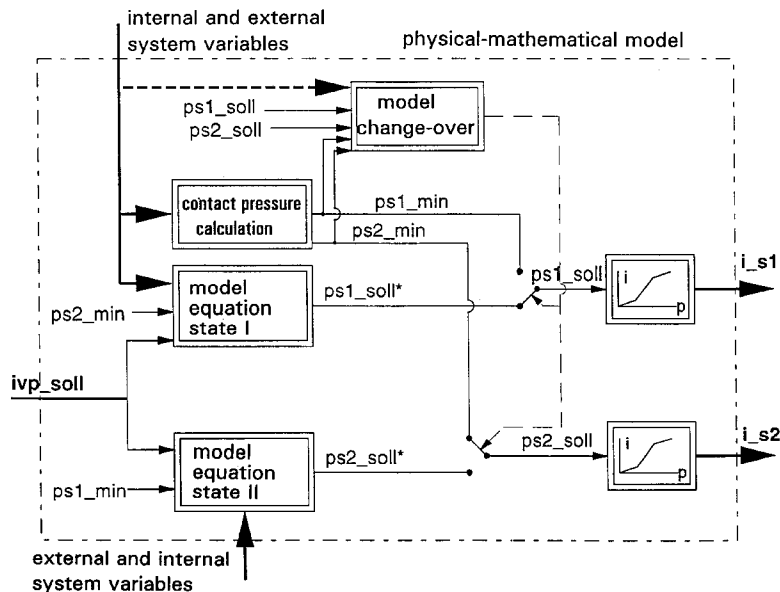 internal and external
system variables
physical-mathematical model
ps1_soll
ps2_soll
model
change-over
contact pressure
calculation
ps1_min
ps2_min
model
equation
state I
ps2_min
ps1_soll*
ps1_soll
i
p
i_s1
ivp_soll
model
equation
state II
ps1_min
ps2_soll*
ps2_soll
i
p
i_s2
external and internal
system variables